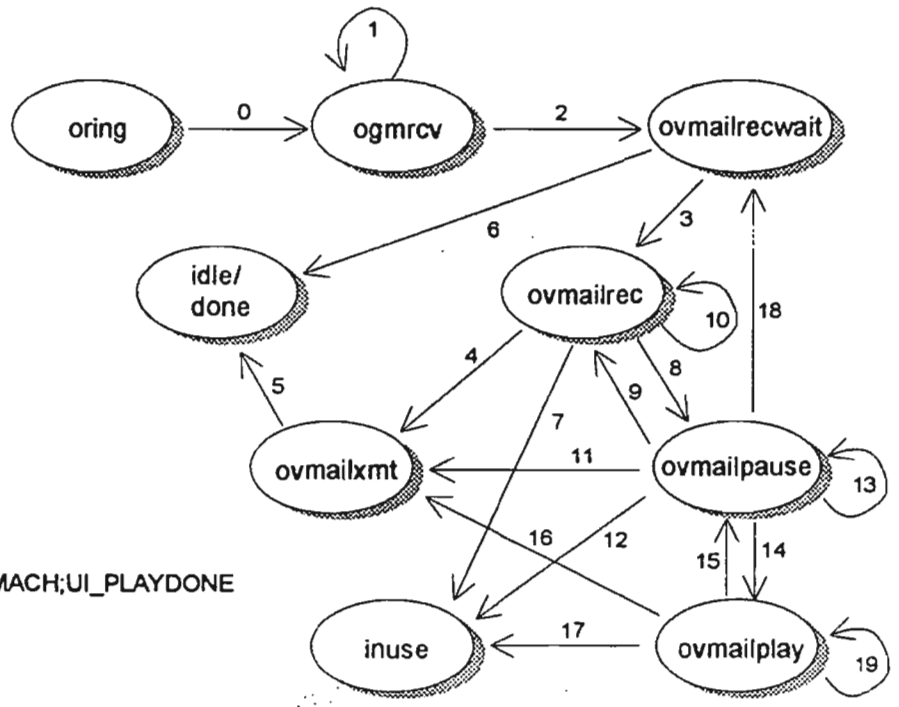 1
oring
0
ogmrcv
2
ovmailrecwait
6
3
idle/
done
ovmailrec
10
18
5
4
7
8
9
ovmailxmt
11
ovmailpause
13
16
12
15
14
MACH;UI_PLAYDONE
inuse
17
ovmailplay
19